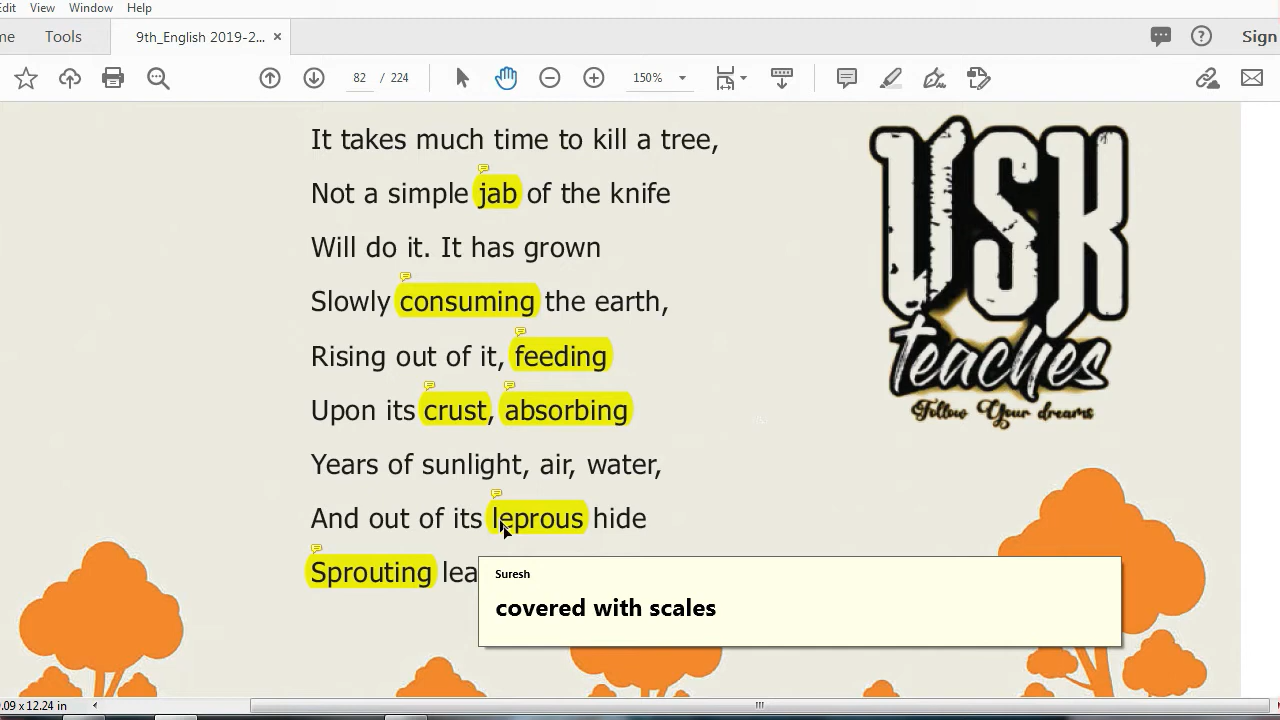 Edit View Window Help
me Tools 9th_English 2019-2... × Sign
82 / 224 150%
It takes much time to kill a tree,
Not a simple jab of the knife
Will do it. It has grown
Slowly consuming the earth,
Rising out of it, feeding
Upon its crust, absorbing
Years of sunlight, air, water,
And out of its leprous hide
Sprouting lea
Suresh
covered with scales
VSK
teaches
Follow Your dreams
.09 x 12.24 in